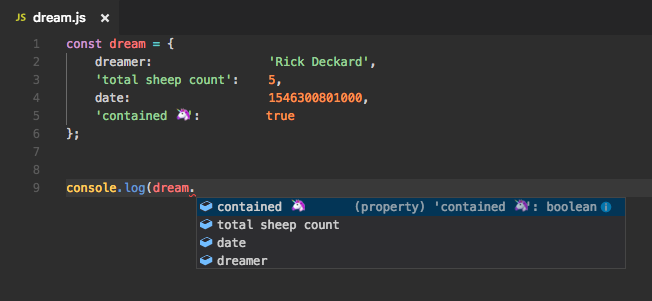 JS dream.js ×
1 const dream = {
2 dreamer: 'Rick Deckard',
3 'total sheep count': 5,
4 date: 1546300801000,
5 'contained 🦄': true
6 };
7
8
9 console.log(dream.
contained 🦄 (property) 'contained 🦄': boolean
total sheep count
date
dreamer